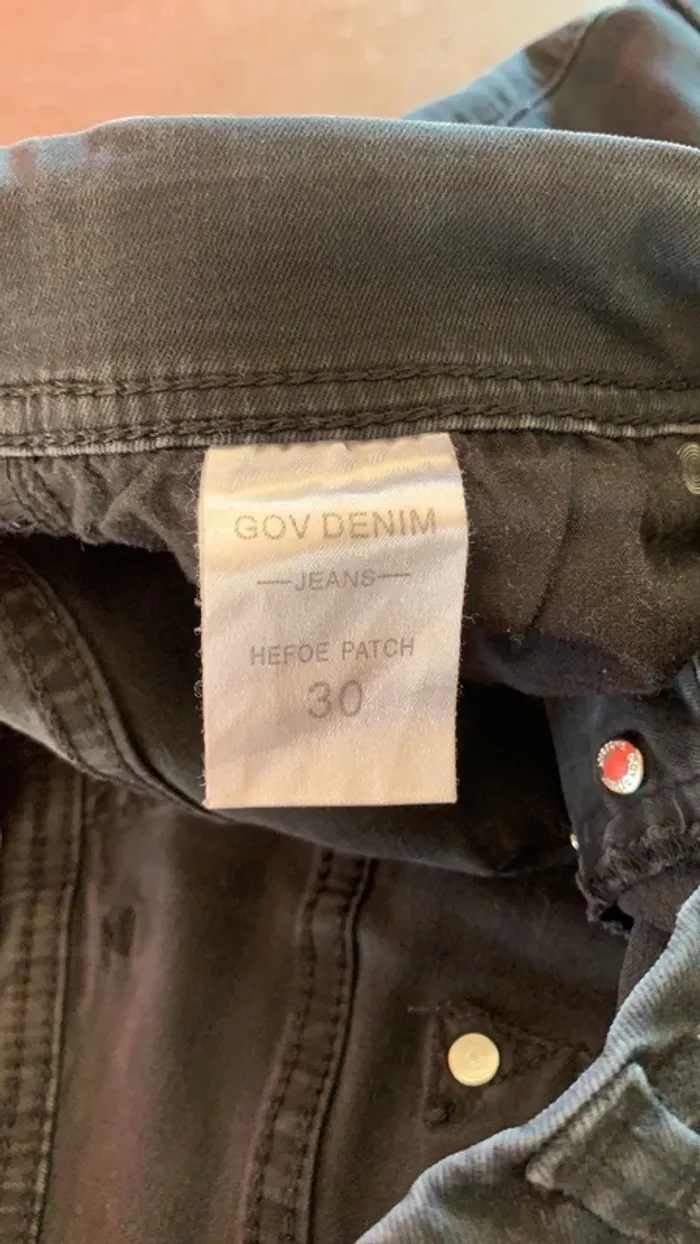 GOV DENIM
—JEANS—
HEFOE PATCH
30